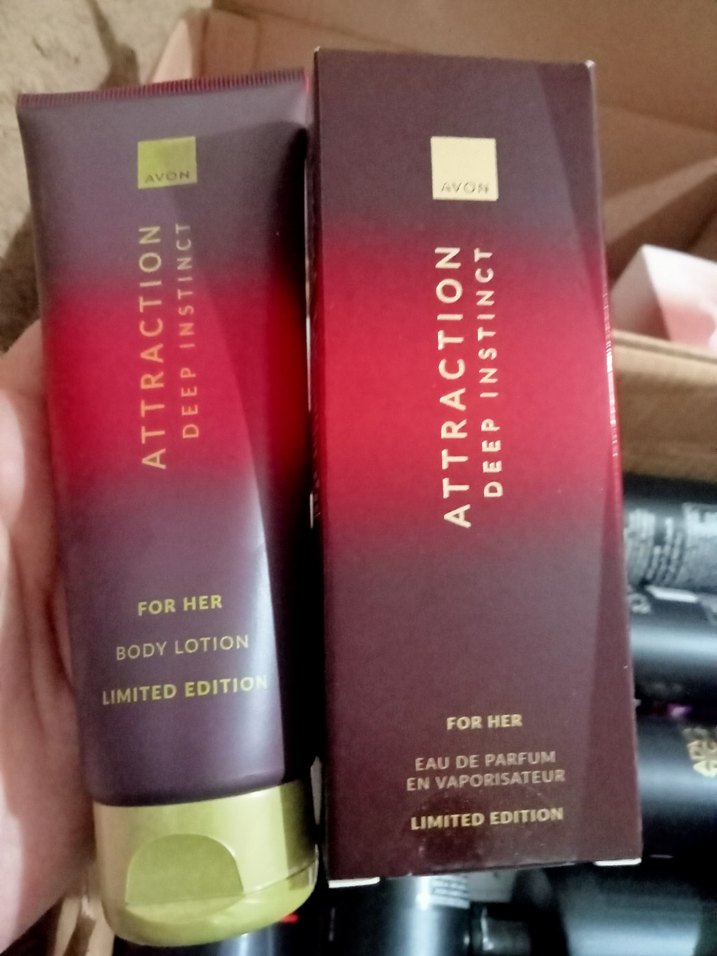 AVON
ATTRACTION
DEEP INSTINCT
FOR HER
BODY LOTION
LIMITED EDITION
AVON
ATTRACTION
DEEP INSTINCT
FOR HER
EAU DE PARFUM
EN VAPORISATEUR
LIMITED EDITION